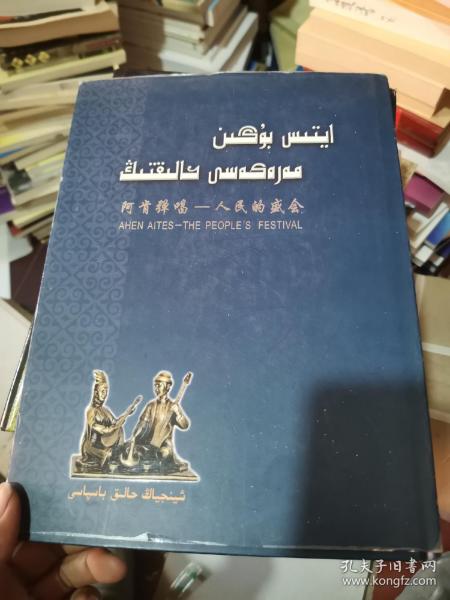 ايتىس بۇگىن
مەرەكەسى حالىقتىڭ
阿肯弹唱—人民的盛会
AHEN AITES-THE PEOPLE'S FESTIVAL
شينجياڭ حالىق باسپاسى
孔夫子旧书网
www.kongfz.com